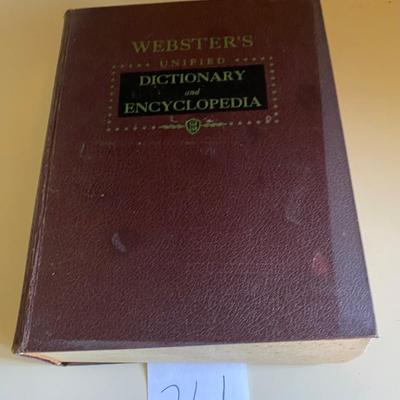 WEBSTER'S
UNIFIED
DICTIONARY
and
ENCYCLOPEDIA